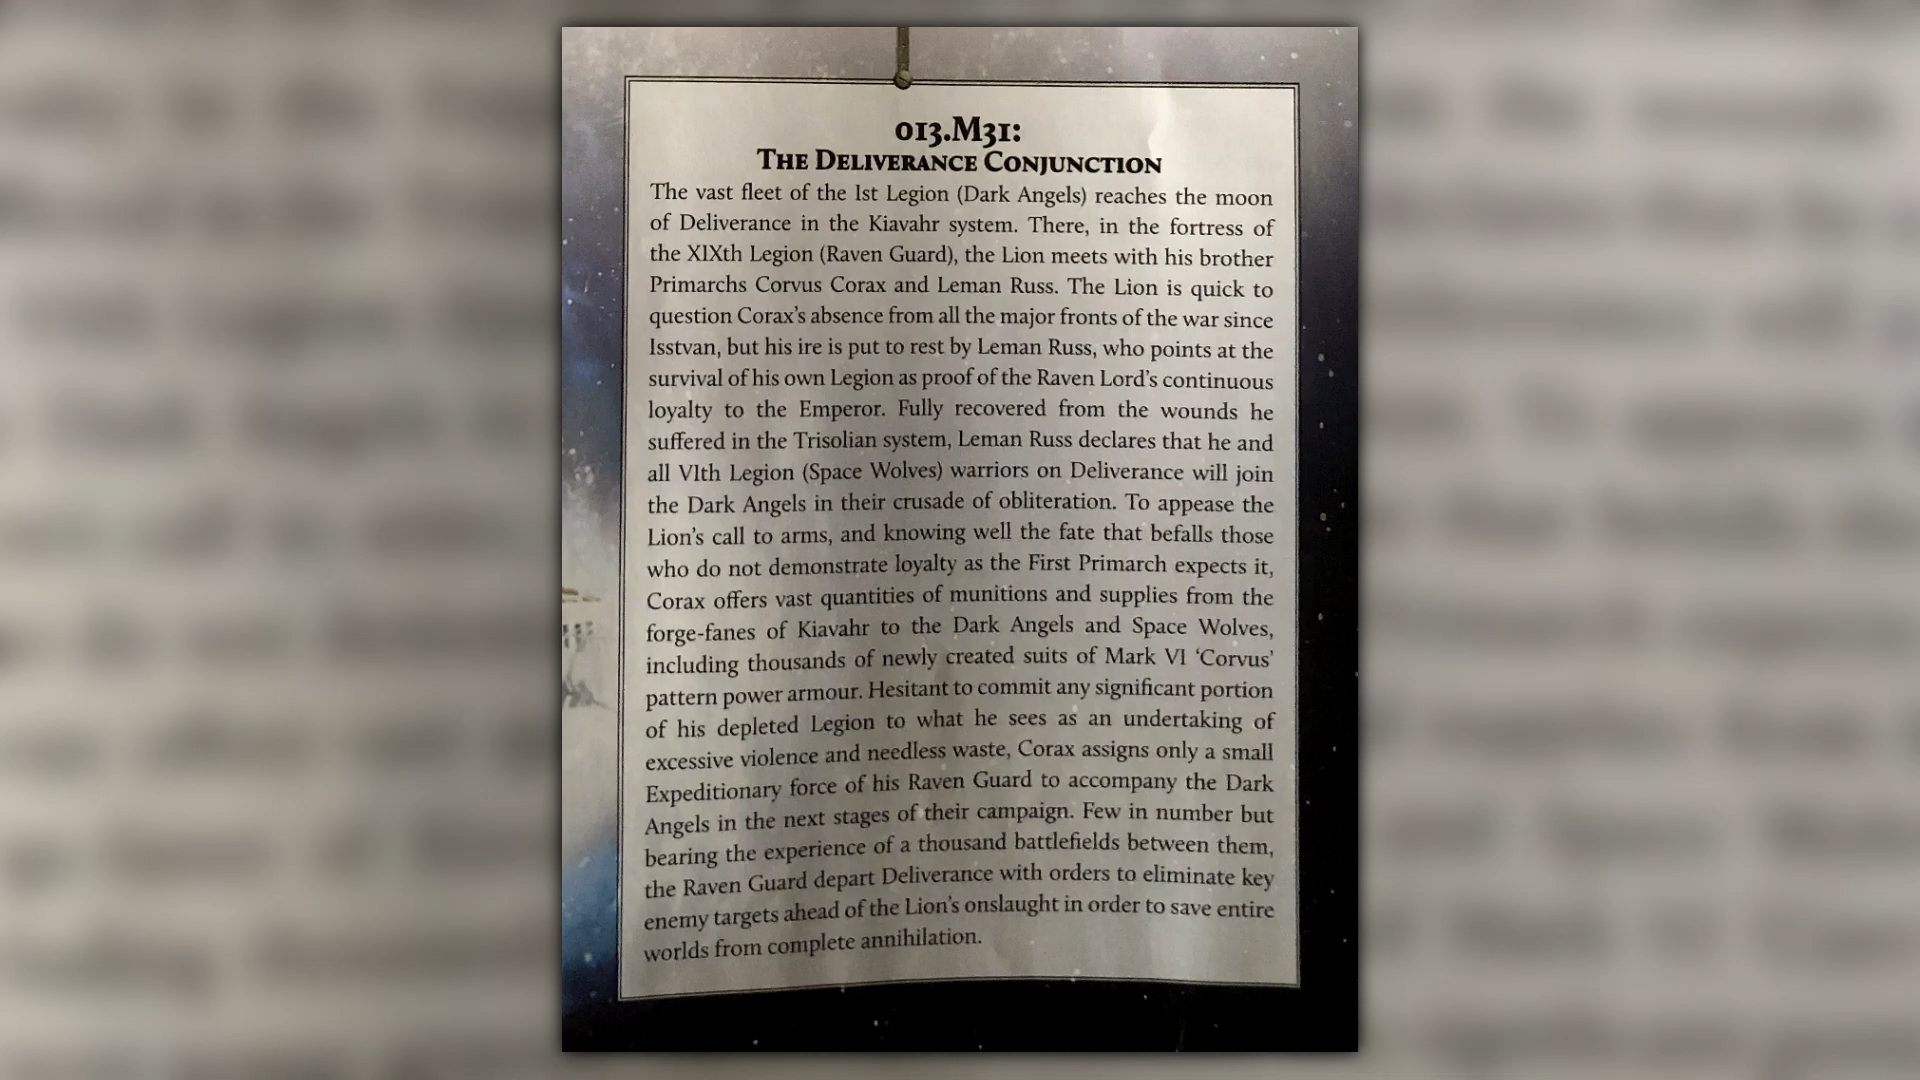 013.M31:
THE DELIVERANCE CONJUNCTION
The vast fleet of the Ist Legion (Dark Angels) reaches the moon
of Deliverance in the Kiavahr system. There, in the fortress of
the XIXth Legion (Raven Guard), the Lion meets with his brother
Primarchs Corvus Corax and Leman Russ. The Lion is quick to
question Corax's absence from all the major fronts of the war since
Isstvan, but his ire is put to rest by Leman Russ, who points at the
survival of his own Legion as proof of the Raven Lord's continuous
loyalty to the Emperor. Fully recovered from the wounds he
suffered in the Trisolian system, Leman Russ declares that he and
all VIth Legion (Space Wolves) warriors on Deliverance will join
the Dark Angels in their crusade of obliteration. To appease the
Lion's call to arms, and knowing well the fate that befalls those
who do not demonstrate loyalty as the First Primarch expects it,
Corax offers vast quantities of munitions and supplies from the
forge-fanes of Kiavahr to the Dark Angels and Space Wolves,
including thousands of newly created suits of Mark VI 'Corvus'
pattern power armour. Hesitant to commit any significant portion
of his depleted Legion to what he sees as an undertaking of
excessive violence and needless waste, Corax assigns only a small
Expeditionary force of his Raven Guard to accompany the Dark
Angels in the next stages of their campaign. Few in number but
bearing the experience of a thousand battlefields between them,
the Raven Guard depart Deliverance with orders to eliminate key
enemy targets ahead of the Lion's onslaught in order to save entire
worlds from complete annihilation.